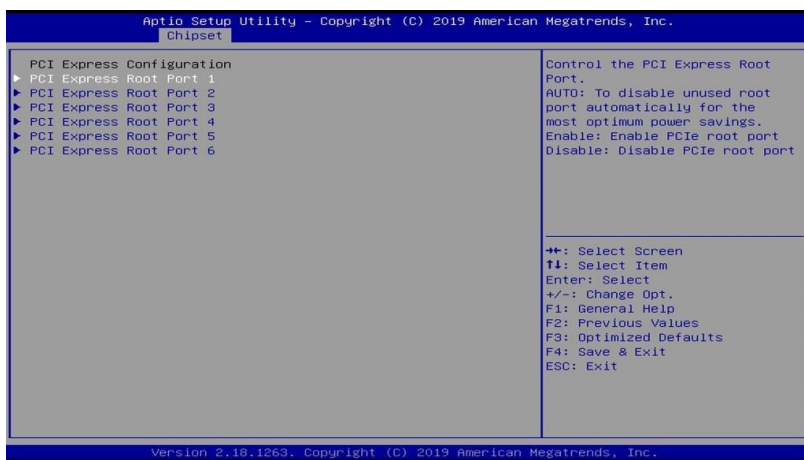 Aptio Setup Utility – Copyright (C) 2019 American Megatrends, Inc.
Chipset
PCI Express Configuration
▶ PCI Express Root Port 1
▶ PCI Express Root Port 2
▶ PCI Express Root Port 3
▶ PCI Express Root Port 4
▶ PCI Express Root Port 5
▶ PCI Express Root Port 6
Control the PCI Express Root
Port.
AUTO: To disable unused root
port automatically for the
most optimum power savings.
Enable: Enable PCIe root port
Disable: Disable PCIe root port
→←: Select Screen
↑↓: Select Item
Enter: Select
+/-: Change Opt.
F1: General Help
F2: Previous Values
F3: Optimized Defaults
F4: Save & Exit
ESC: Exit
Version 2.18.1263. Copyright (C) 2019 American Megatrends, Inc.